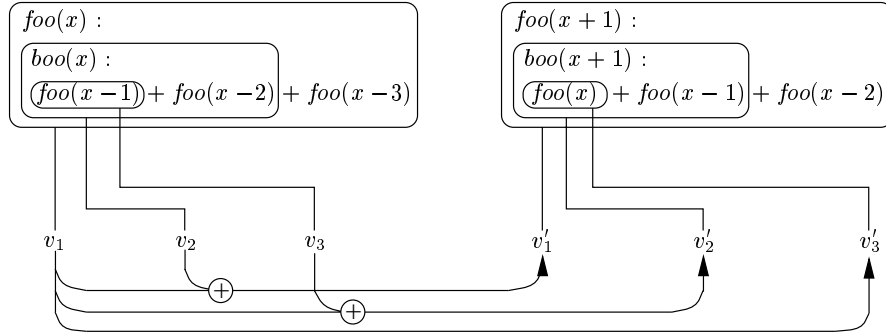 foo(x) :
boo(x) :
foo(x − 1) + foo(x − 2) + foo(x − 3)
foo(x + 1) :
boo(x + 1) :
foo(x) + foo(x − 1) + foo(x − 2)
v₁ v₂ v₃ v′₁ v′₂ v′₃
+
+